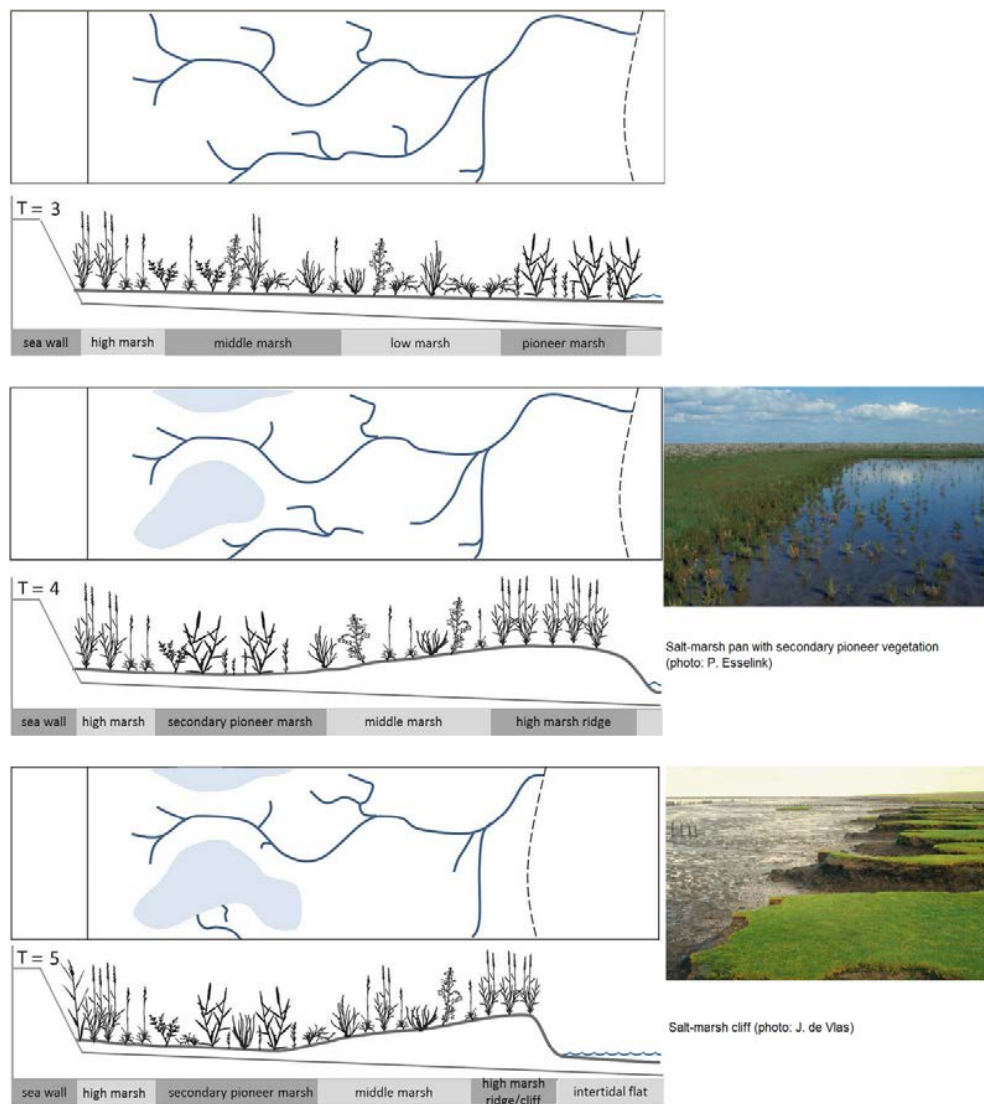 T = 3
sea wall high marsh middle marsh low marsh pioneer marsh
T = 4
Salt-marsh pan with secondary pioneer vegetation
(photo: P. Esselink)
sea wall high marsh secondary pioneer marsh middle marsh high marsh ridge
T = 5
Salt-marsh cliff (photo: J. de Vlas)
sea wall high marsh secondary pioneer marsh middle marsh high marsh
ridge/cliff intertidal flat